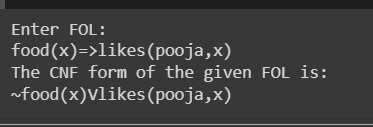 Enter FOL:
food(x)=>likes(pooja,x)
The CNF form of the given FOL is:
~food(x)Vlikes(pooja,x)